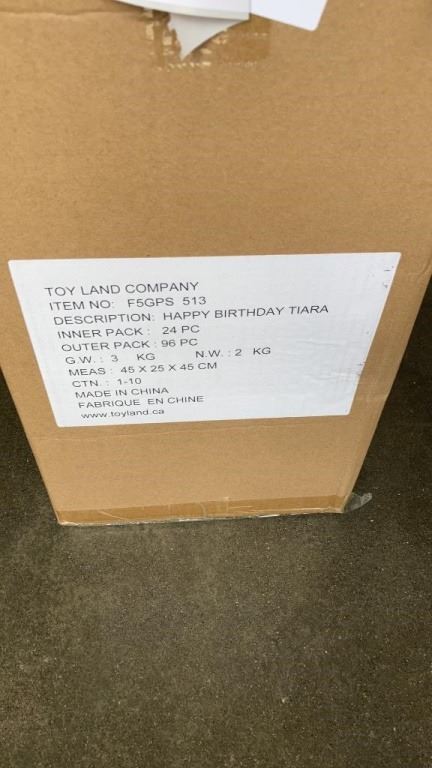 TOY LAND COMPANY
ITEM NO: F5GPS 513
DESCRIPTION: HAPPY BIRTHDAY TIARA
INNER PACK : 24 PC
OUTER PACK : 96 PC
G.W. : 3 KG N.W. : 2 KG
MEAS : 45 X 25 X 45 CM
CTN. : 1-10
MADE IN CHINA
FABRIQUE EN CHINE
www.toyland.ca